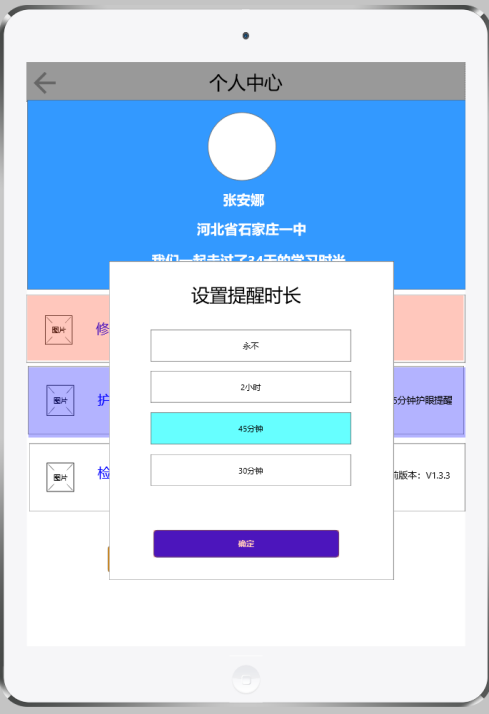 个人中心
张安娜
河北省石家庄一中
我们一起走过了34天的学习时光
设置提醒时长
永不
2小时
45分钟
30分钟
确定
图片
修
图片
护
5分钟护眼提醒
图片
检
前版本：V1.3.3